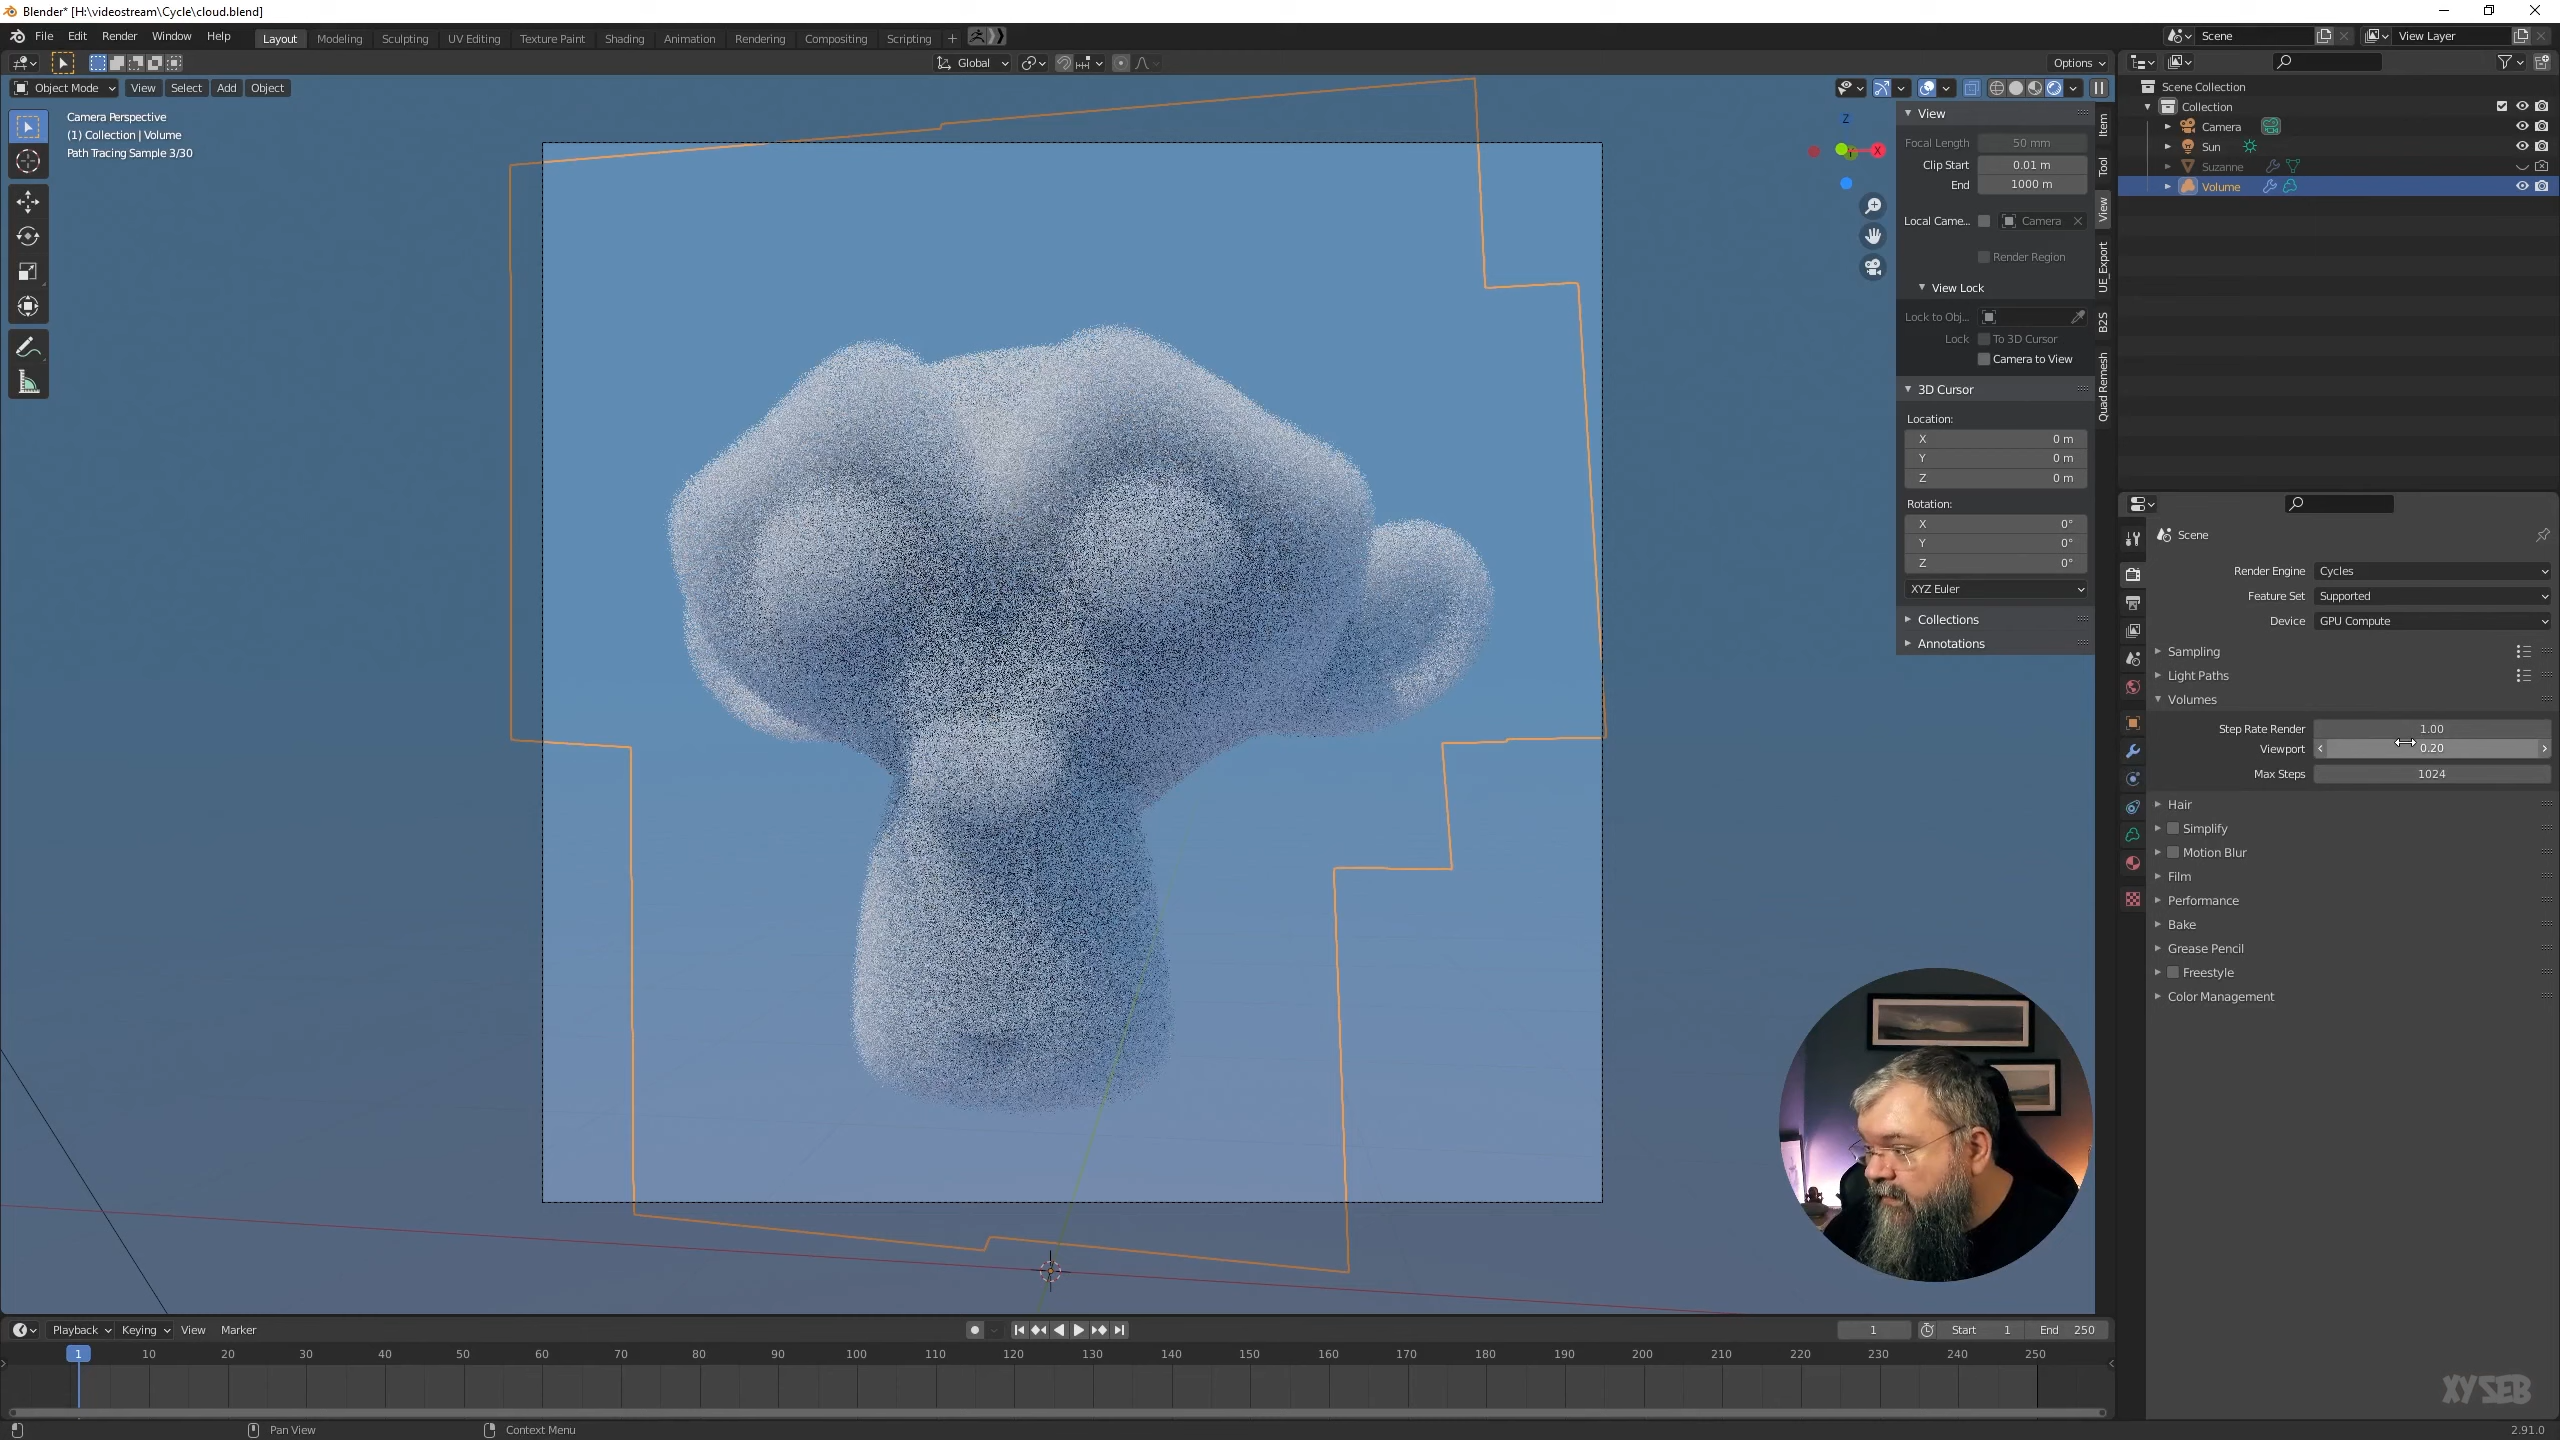 Blender* [H:\videostream\Cycle\cloud.blend]
File Edit Render Window Help
Layout Modeling Sculpting UV Editing Texture Paint Shading Animation Rendering Compositing Scripting +
Scene
View Layer
Global
Options
Object Mode View Select Add Object
Camera Perspective
(1) Collection | Volume
Path Tracing Sample 3/30
Z
X
View
Focal Length 50 mm
Clip Start 0.01 m
End 1000 m
Local Came... Camera
Render Region
View Lock
Lock to Obj...
Lock To 3D Cursor
Camera to View
3D Cursor
Location:
X 0 m
Y 0 m
Z 0 m
Rotation:
X 0°
Y 0°
Z 0°
XYZ Euler
Collections
Annotations
Item
Tool
View
UE_Export
B2S
Quad Remesh
Scene Collection
Collection
Camera
Sun
Suzanne
Volume
Scene
Render Engine Cycles
Feature Set Supported
Device GPU Compute
Sampling
Light Paths
Volumes
Step Rate Render 1.00
Viewport 0.20
Max Steps 1024
Hair
Simplify
Motion Blur
Film
Performance
Bake
Grease Pencil
Freestyle
Color Management
XYSEB
Playback Keying View Marker
1 Start 1 End 250
1 10 20 30 40 50 60 70 80 90 100 110 120 130 140 150 160 170 180 190 200 210 220 230 240 250
Pan View
Context Menu
2.91.0